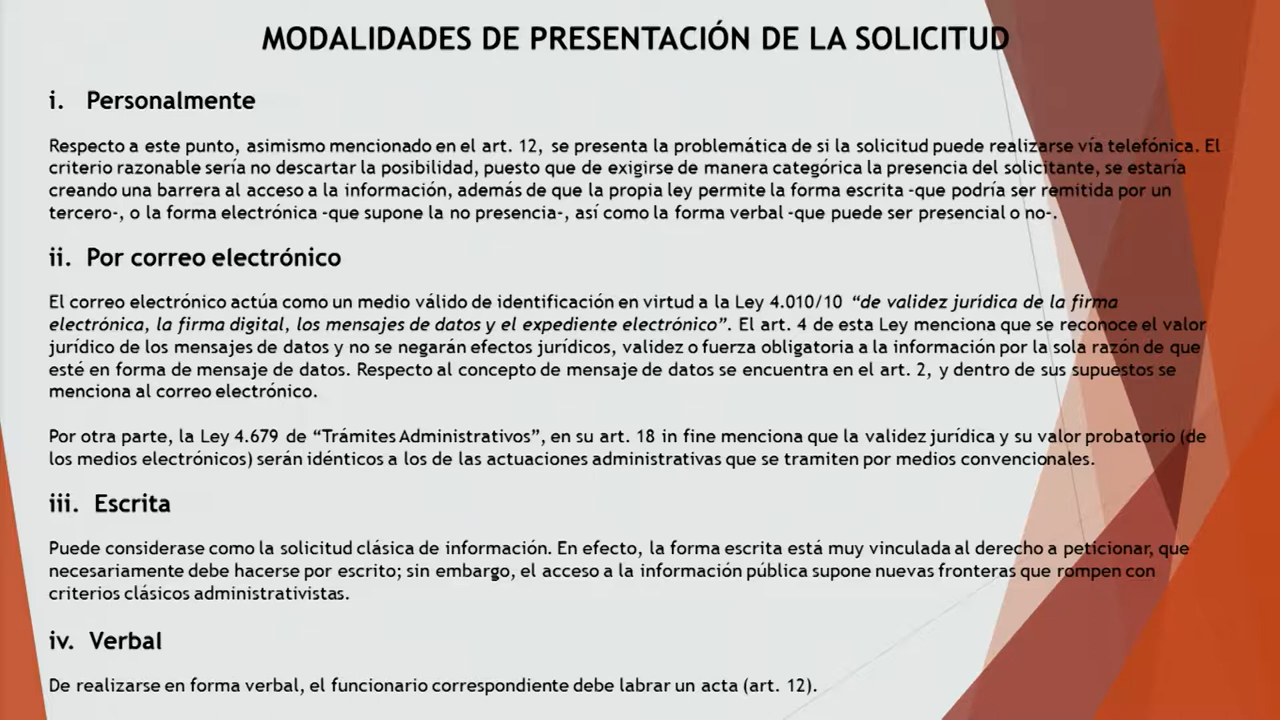 MODALIDADES DE PRESENTACIÓN DE LA SOLICITUD
i. Personalmente
Respecto a este punto, asimismo mencionado en el art. 12, se presenta la problemática de si la solicitud puede realizarse vía telefónica. El
criterio razonable sería no descartar la posibilidad, puesto que de exigirse de manera categórica la presencia del solicitante, se estaría
creando una barrera al acceso a la información, además de que la propia ley permite la forma escrita -que podría ser remitida por un
tercero-, o la forma electrónica -que supone la no presencia-, así como la forma verbal -que puede ser presencial o no-.
ii. Por correo electrónico
El correo electrónico actúa como un medio válido de identificación en virtud a la Ley 4.010/10 “de validez jurídica de la firma
electrónica, la firma digital, los mensajes de datos y el expediente electrónico”. El art. 4 de esta Ley menciona que se reconoce el valor
jurídico de los mensajes de datos y no se negarán efectos jurídicos, validez o fuerza obligatoria a la información por la sola razón de que
esté en forma de mensaje de datos. Respecto al concepto de mensaje de datos se encuentra en el art. 2, y dentro de sus supuestos se
menciona al correo electrónico.
Por otra parte, la Ley 4.679 de “Trámites Administrativos”, en su art. 18 in fine menciona que la validez jurídica y su valor probatorio (de
los medios electrónicos) serán idénticos a los de las actuaciones administrativas que se tramiten por medios convencionales.
iii. Escrita
Puede considerase como la solicitud clásica de información. En efecto, la forma escrita está muy vinculada al derecho a peticionar, que
necesariamente debe hacerse por escrito; sin embargo, el acceso a la información pública supone nuevas fronteras que rompen con
criterios clásicos administrativistas.
iv. Verbal
De realizarse en forma verbal, el funcionario correspondiente debe labrar un acta (art. 12).